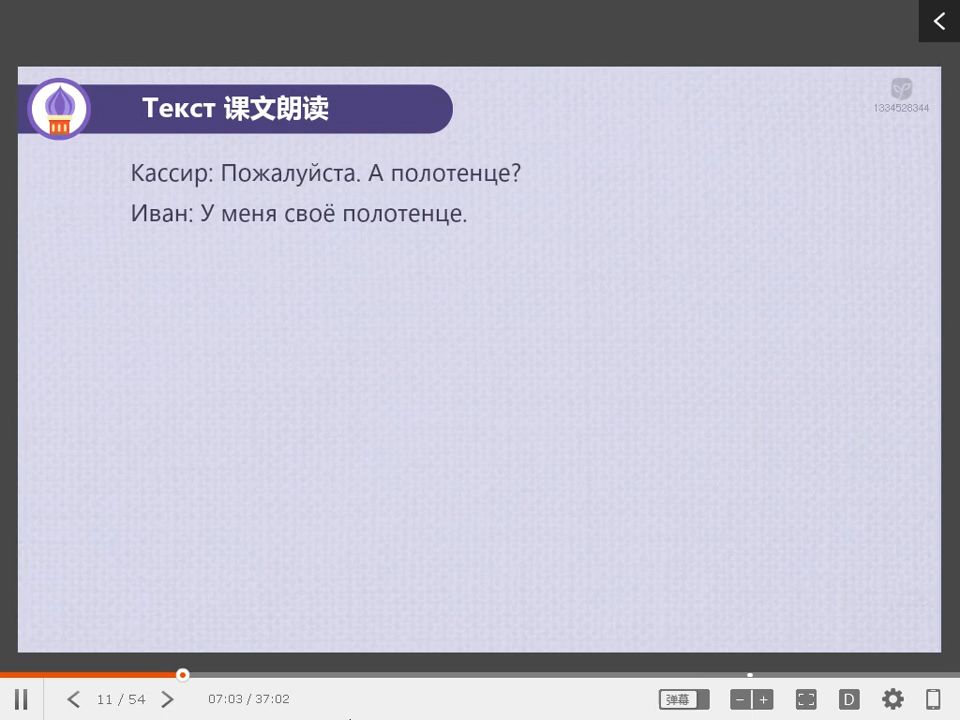 Текст 课文朗读
1334528344
Кассир: Пожалуйста. А полотенце?
Иван: У меня своё полотенце.
11 / 54
07:03 / 37:02
弹幕
D